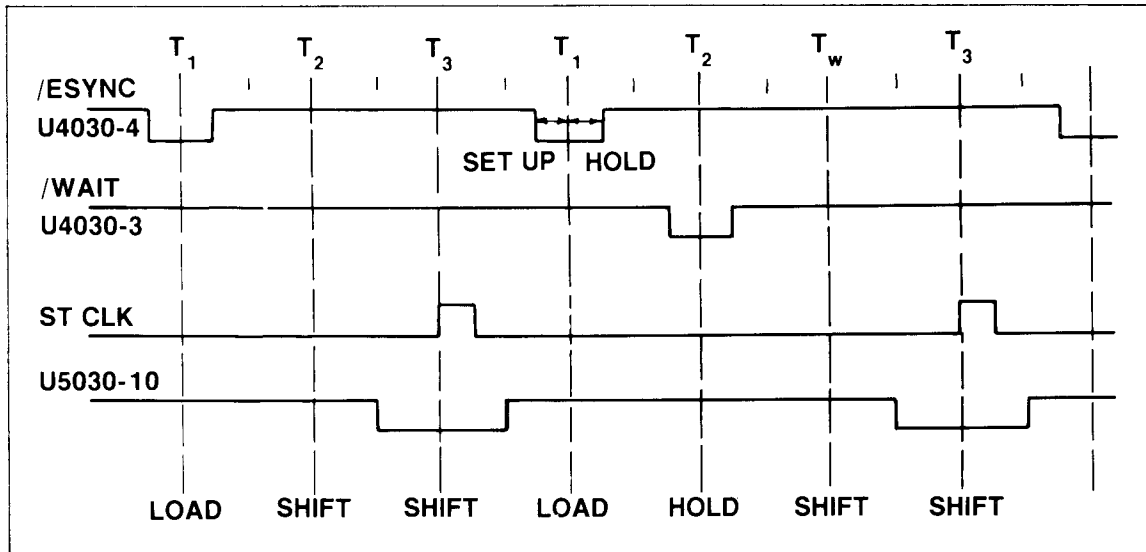 T1 T2 T3 T1 T2 Tw T3
/ESYNC
U4030-4
SET UP HOLD
/WAIT
U4030-3
ST CLK
U5030-10
LOAD SHIFT SHIFT LOAD HOLD SHIFT SHIFT